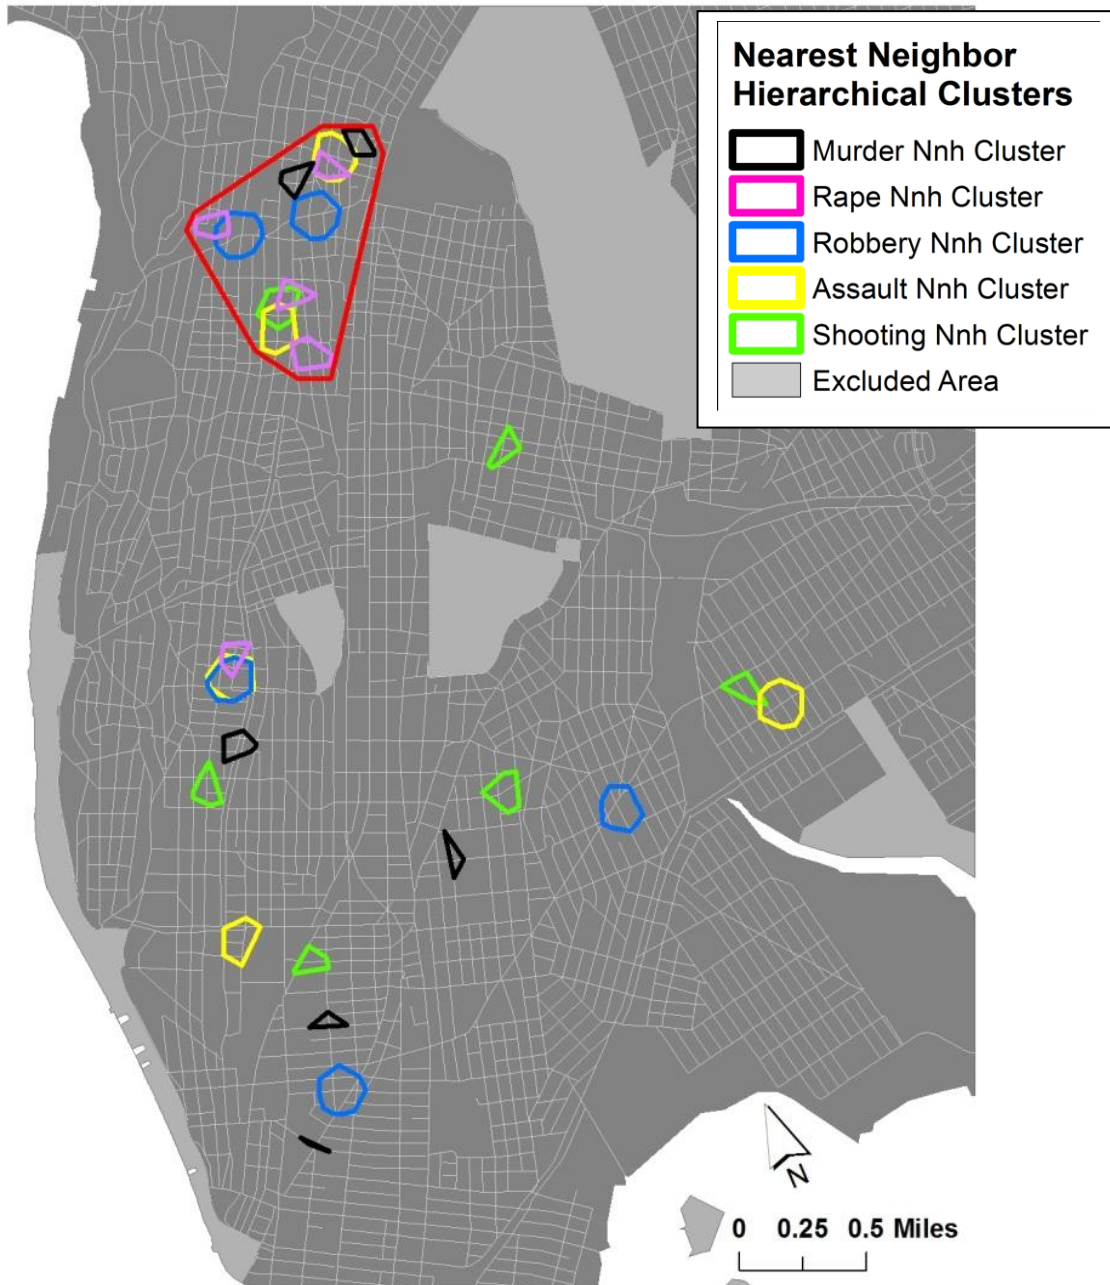 Nearest Neighbor
Hierarchical Clusters
Murder Nnh Cluster
Rape Nnh Cluster
Robbery Nnh Cluster
Assault Nnh Cluster
Shooting Nnh Cluster
Excluded Area
N
0 0.25 0.5 Miles